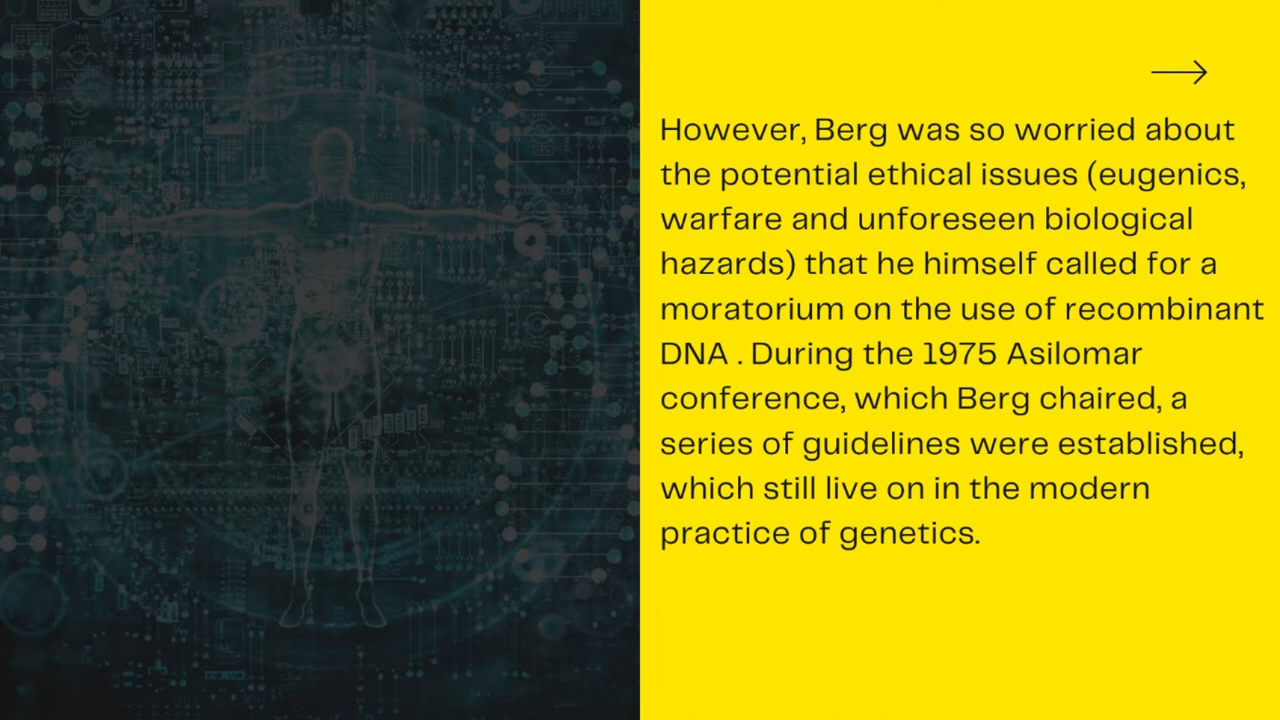 However, Berg was so worried about
the potential ethical issues (eugenics,
warfare and unforeseen biological
hazards) that he himself called for a
moratorium on the use of recombinant
DNA . During the 1975 Asilomar
conference, which Berg chaired, a
series of guidelines were established,
which still live on in the modern
practice of genetics.